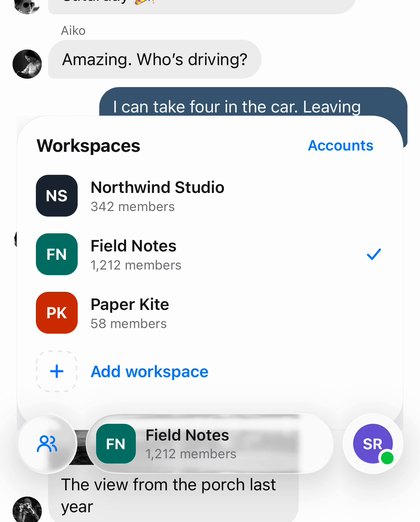 Saturday 🎉
Aiko
Amazing. Who’s driving?
I can take four in the car. Leaving
Workspaces
Accounts
NS
Northwind Studio
342 members
FN
Field Notes
1,212 members
PK
Paper Kite
58 members
+
Add workspace
FN
Field Notes
1,212 members
SR
The view from the porch last
year